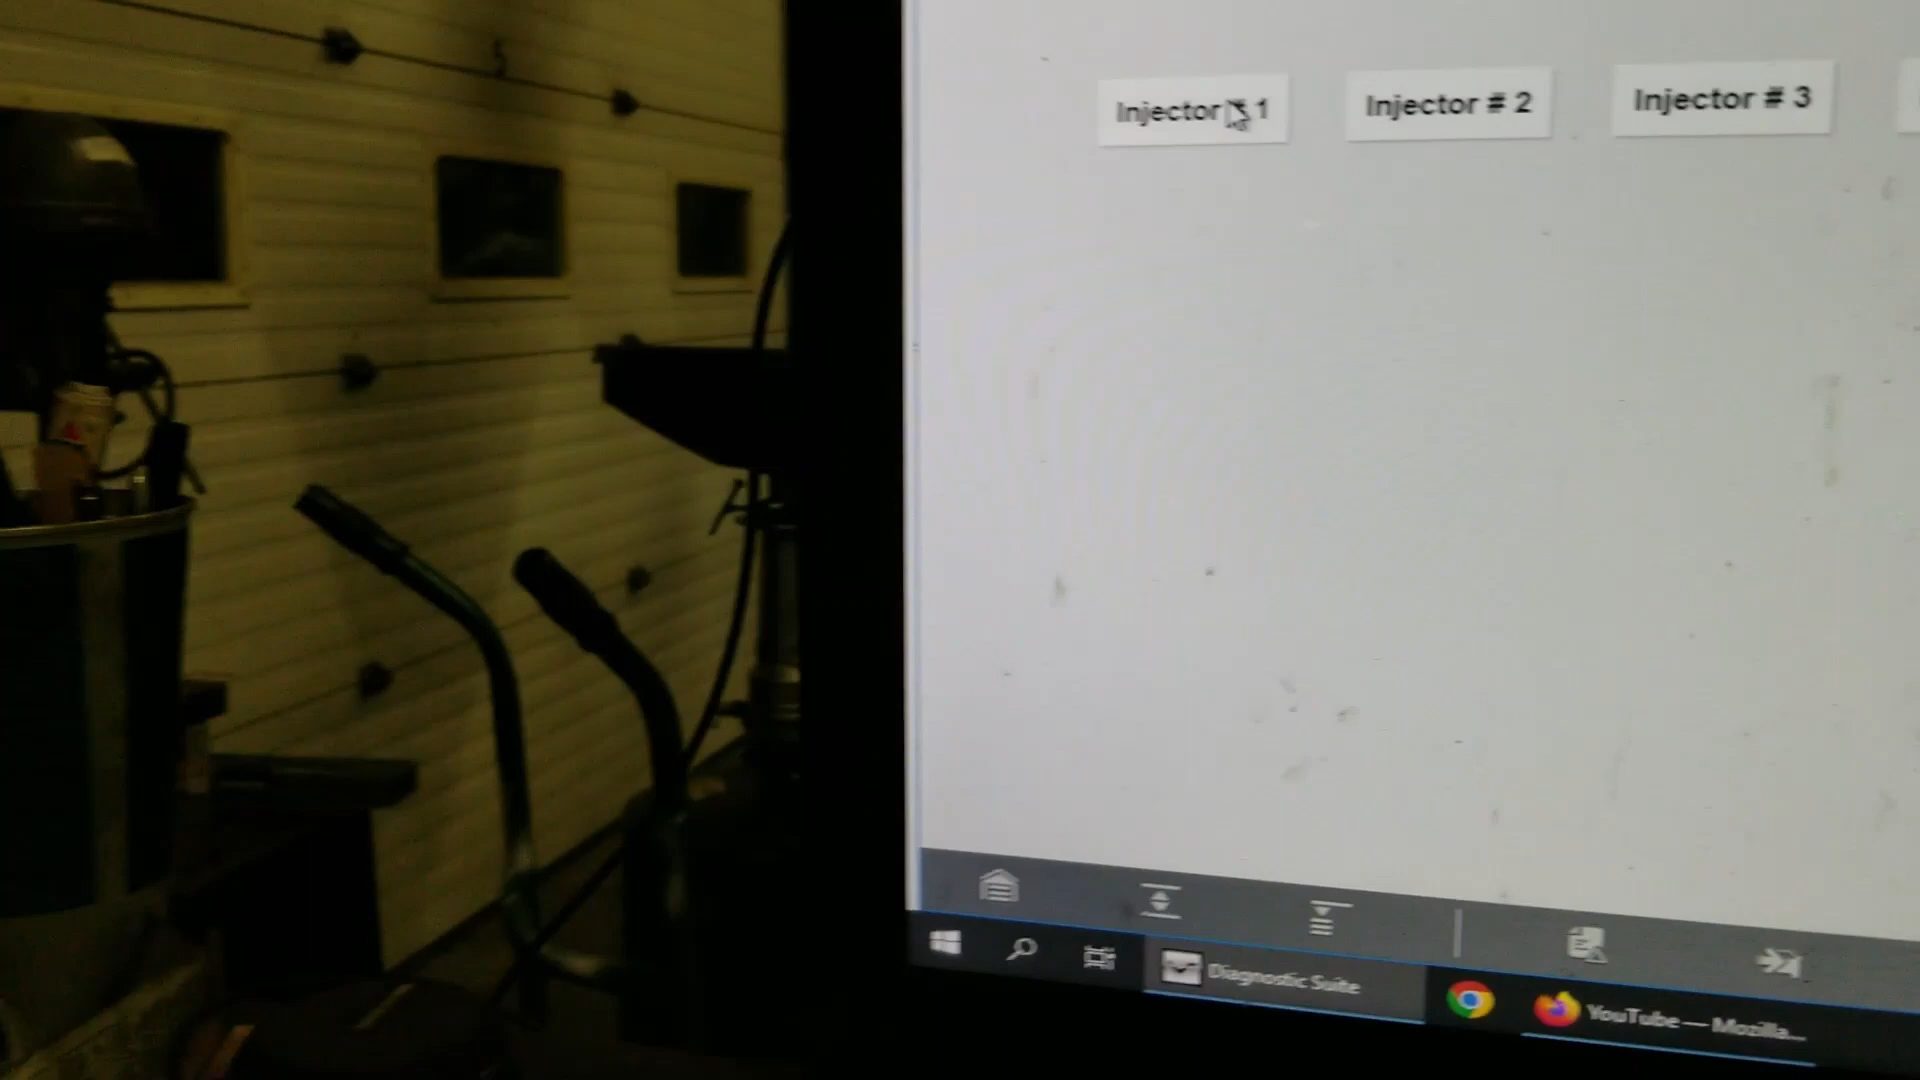 Injector # 1
Injector # 2
Injector # 3
Diagnostic Suite
YouTube — Mozilla...